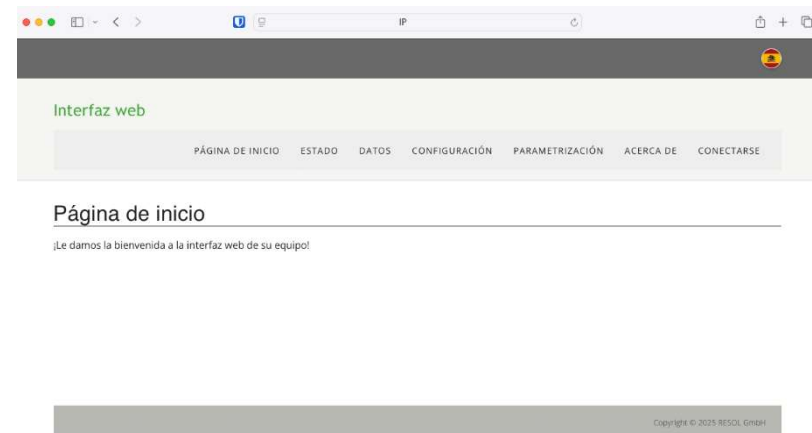 IP
Interfaz web
PÁGINA DE INICIO ESTADO DATOS CONFIGURACIÓN PARAMETRIZACIÓN ACERCA DE CONECTARSE
Página de inicio
¡Le damos la bienvenida a la interfaz web de su equipo!
Copyright © 2025 RESOL GmbH